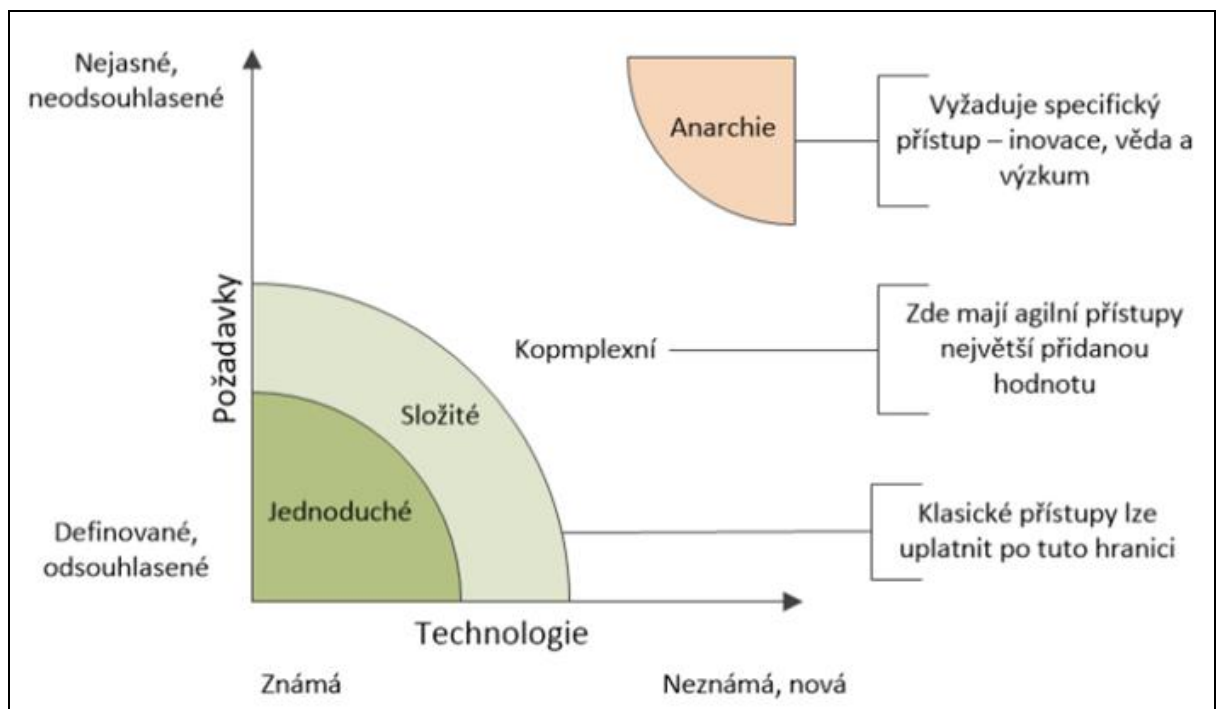 Nejasné,
neodsouhlasené
Anarchie
Vyžaduje specifický
přístup – inovace, věda a
výzkum
Požadavky
Kopmplexní
Zde mají agilní přístupy
největší přidanou
hodnotu
Složité
Jednoduché
Definované,
odsouhlasené
Klasické přístupy lze
uplatnit po tuto hranici
Technologie
Známá
Neznámá, nová